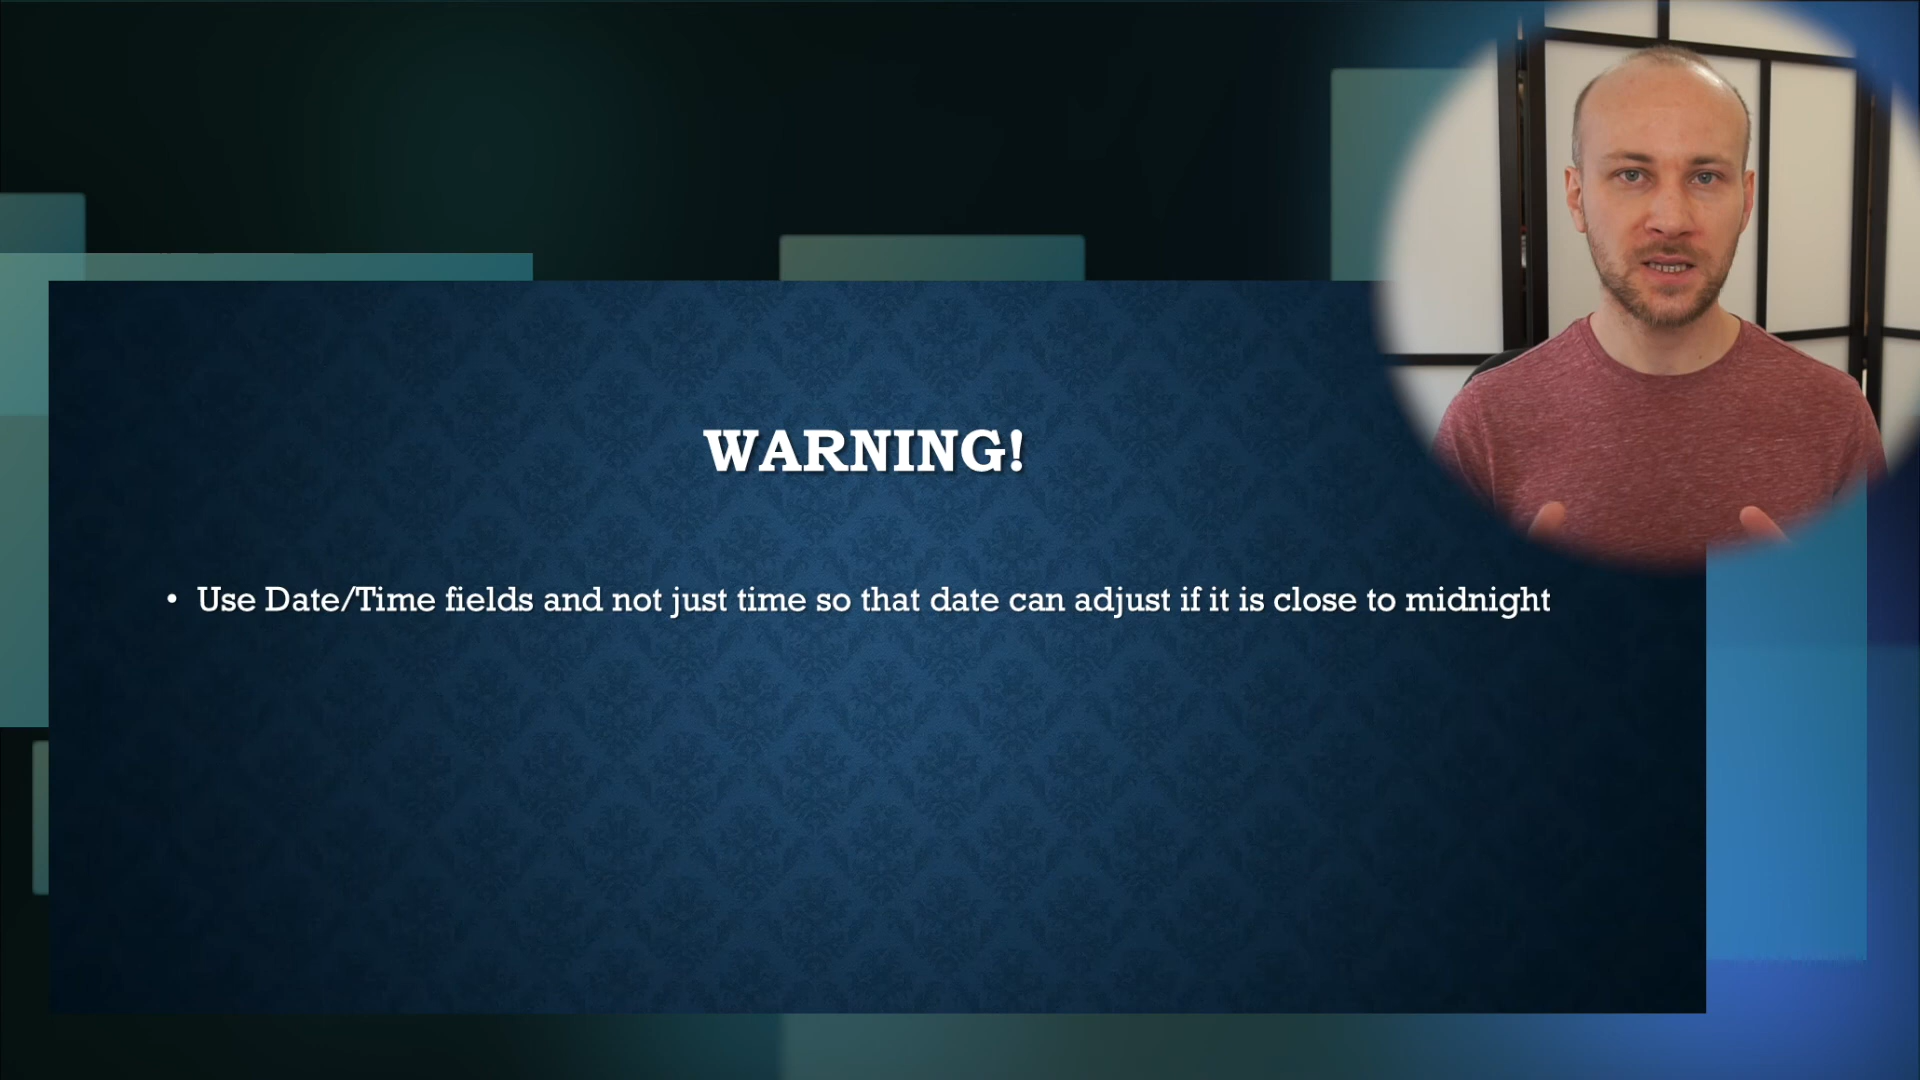 WARNING!
• Use Date/Time fields and not just time so that date can adjust if it is close to midnight